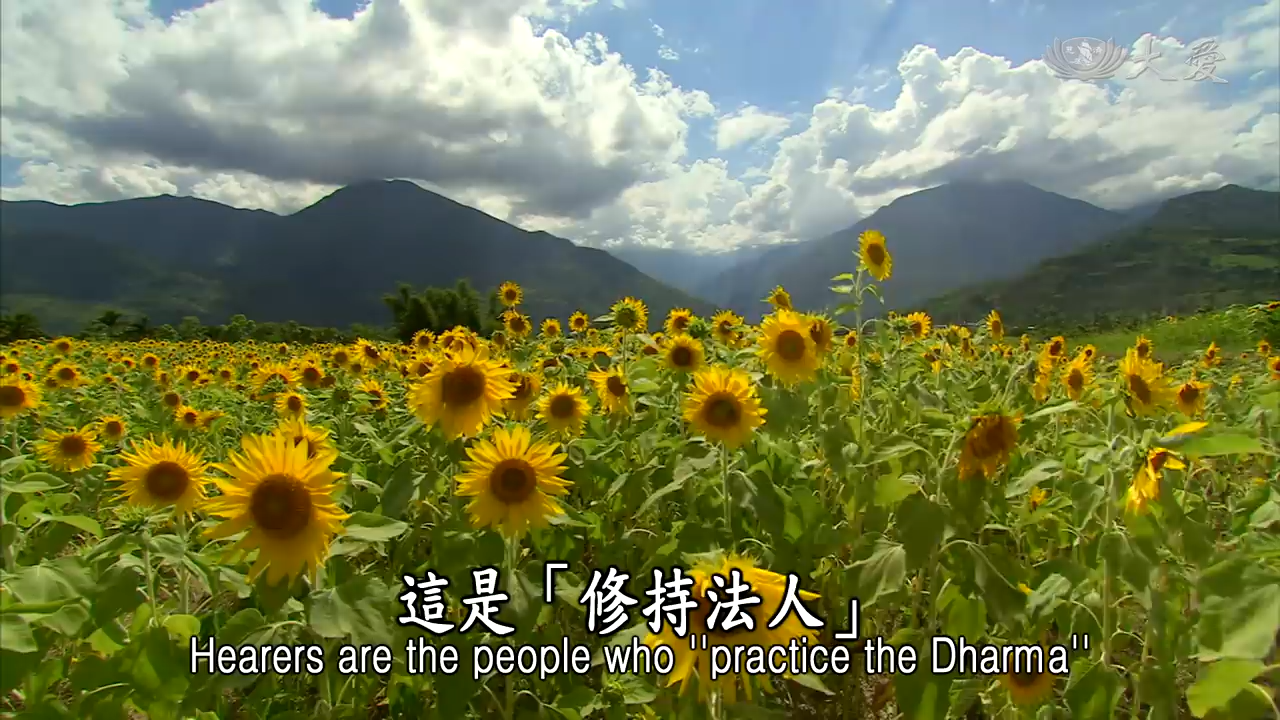 大愛
這是「修持法人」
Hearers are the people who "practice the Dharma"